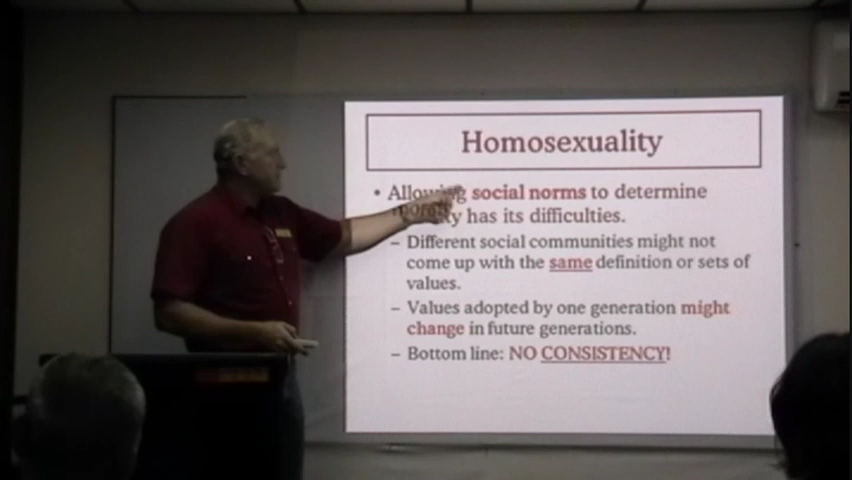 Homosexuality
• Allowing social norms to determine
has its difficulties.
– Different social communities might not
come up with the same definition or sets of
values.
– Values adopted by one generation might
change in future generations.
– Bottom line: NO CONSISTENCY!